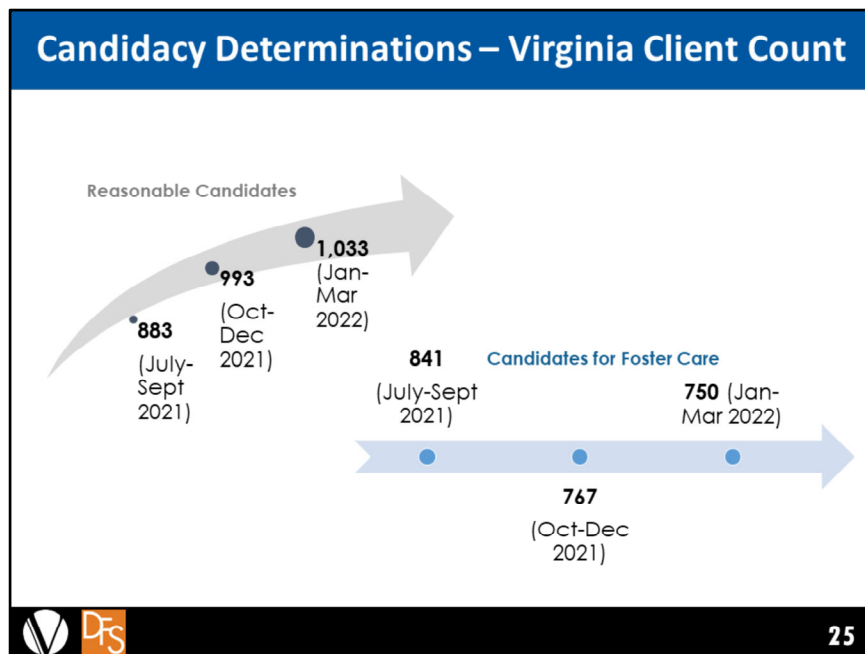 Candidacy Determinations – Virginia Client Count
Reasonable Candidates
883
(July-
Sept
2021)
993
(Oct-
Dec
2021)
1,033
(Jan-
Mar
2022)
Candidates for Foster Care
841
(July-Sept
2021)
767
(Oct-Dec
2021)
750 (Jan-
Mar 2022)
DFS
25